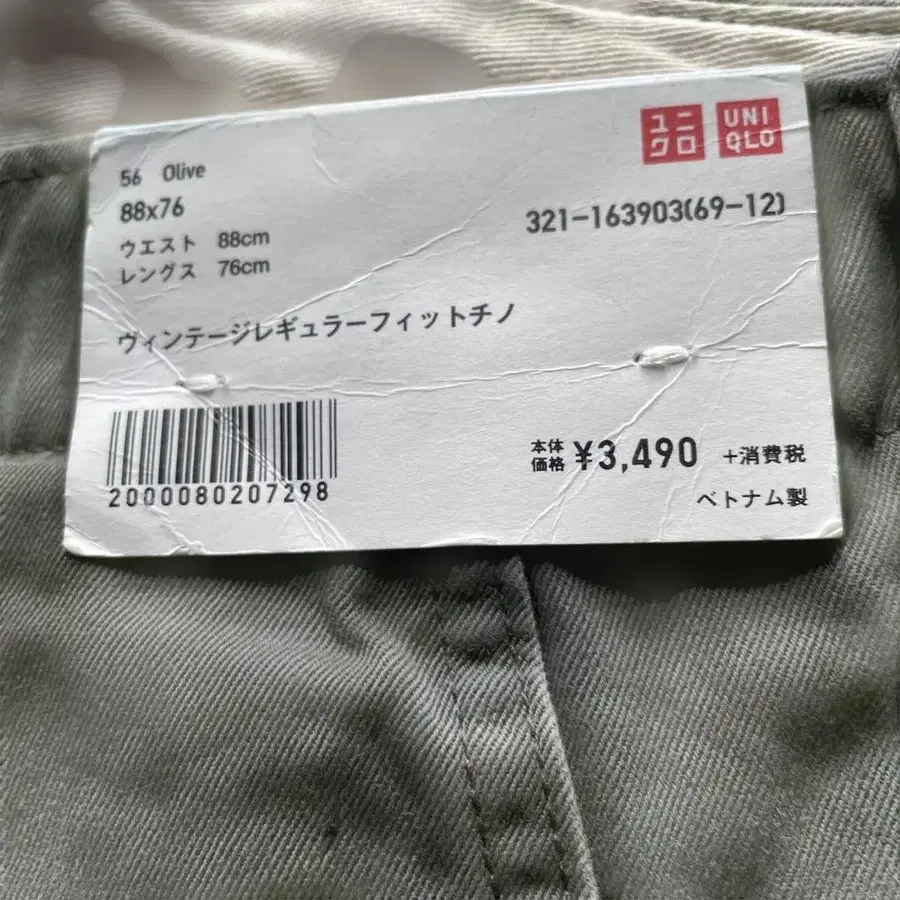 56 Olive
88x76
ウエスト 88cm
レングス 76cm
ユニ
クロ
UNI
QLO
321-163903(69-12)
ヴィンテージレギュラーフィットチノ
2000080207298
本体
価格 ¥3,490 +消費税
ベトナム製